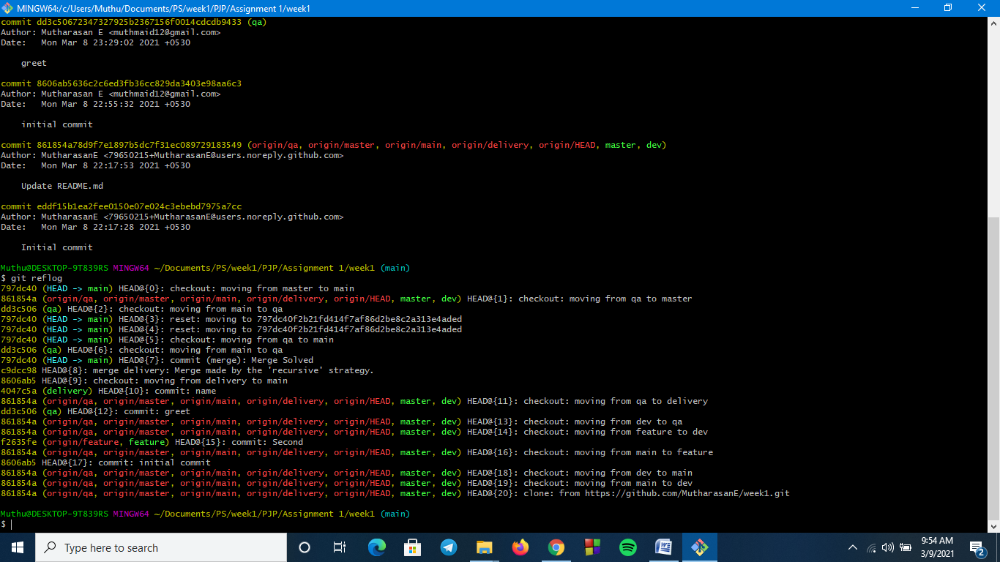 MINGW64:/c/Users/Muthu/Documents/PS/week1/PJP/Assignment 1/week1
commit dd3c50672347327925b2367156f0014cdcdb9433 (qa)
Author: Mutharasan E <muthmaid12@gmail.com>
Date:   Mon Mar 8 23:29:02 2021 +0530
greet
commit 8606ab5636c2c6ed3fb36cc829da3403e98aa6c3
Author: Mutharasan E <muthmaid12@gmail.com>
Date:   Mon Mar 8 22:55:32 2021 +0530
initial commit
commit 861854a78d9f7e1897b5dc7f31ec089729183549 (origin/qa, origin/master, origin/main, origin/delivery, origin/HEAD, master, dev)
Author: MutharasanE <79650215+MutharasanE@users.noreply.github.com>
Date:   Mon Mar 8 22:17:53 2021 +0530
Update README.md
commit eddf15b1ea2fee0150e07e024c3ebebd7975a7cc
Author: MutharasanE <79650215+MutharasanE@users.noreply.github.com>
Date:   Mon Mar 8 22:17:28 2021 +0530
Initial commit
Muthu@DESKTOP-9T839RS MINGW64 ~/Documents/PS/week1/PJP/Assignment 1/week1 (main)
$ git reflog
797dc40 (HEAD -> main) HEAD@{0}: checkout: moving from master to main
861854a (origin/qa, origin/master, origin/main, origin/delivery, origin/HEAD, master, dev) HEAD@{1}: checkout: moving from qa to master
dd3c506 (qa) HEAD@{2}: checkout: moving from main to qa
797dc40 (HEAD -> main) HEAD@{3}: reset: moving to 797dc40f2b21fd414f7af86d2be8c2a313e4aded
797dc40 (HEAD -> main) HEAD@{4}: reset: moving to 797dc40f2b21fd414f7af86d2be8c2a313e4aded
797dc40 (HEAD -> main) HEAD@{5}: checkout: moving from qa to main
dd3c506 (qa) HEAD@{6}: checkout: moving from main to qa
797dc40 (HEAD -> main) HEAD@{7}: commit (merge): Merge Solved
c9dcc98 HEAD@{8}: merge delivery: Merge made by the 'recursive' strategy.
8606ab5 HEAD@{9}: checkout: moving from delivery to main
4047c5a (delivery) HEAD@{10}: commit: name
861854a (origin/qa, origin/master, origin/main, origin/delivery, origin/HEAD, master, dev) HEAD@{11}: checkout: moving from qa to delivery
dd3c506 (qa) HEAD@{12}: commit: greet
861854a (origin/qa, origin/master, origin/main, origin/delivery, origin/HEAD, master, dev) HEAD@{13}: checkout: moving from dev to qa
861854a (origin/qa, origin/master, origin/main, origin/delivery, origin/HEAD, master, dev) HEAD@{14}: checkout: moving from feature to dev
f2635fe (origin/feature, feature) HEAD@{15}: commit: Second
861854a (origin/qa, origin/master, origin/main, origin/delivery, origin/HEAD, master, dev) HEAD@{16}: checkout: moving from main to feature
8606ab5 HEAD@{17}: commit: initial commit
861854a (origin/qa, origin/master, origin/main, origin/delivery, origin/HEAD, master, dev) HEAD@{18}: checkout: moving from dev to main
861854a (origin/qa, origin/master, origin/main, origin/delivery, origin/HEAD, master, dev) HEAD@{19}: checkout: moving from main to dev
861854a (origin/qa, origin/master, origin/main, origin/delivery, origin/HEAD, master, dev) HEAD@{20}: clone: from https://github.com/MutharasanE/week1.git
Muthu@DESKTOP-9T839RS MINGW64 ~/Documents/PS/week1/PJP/Assignment 1/week1 (main)
$
Type here to search
9:54 AM
3/9/2021
2